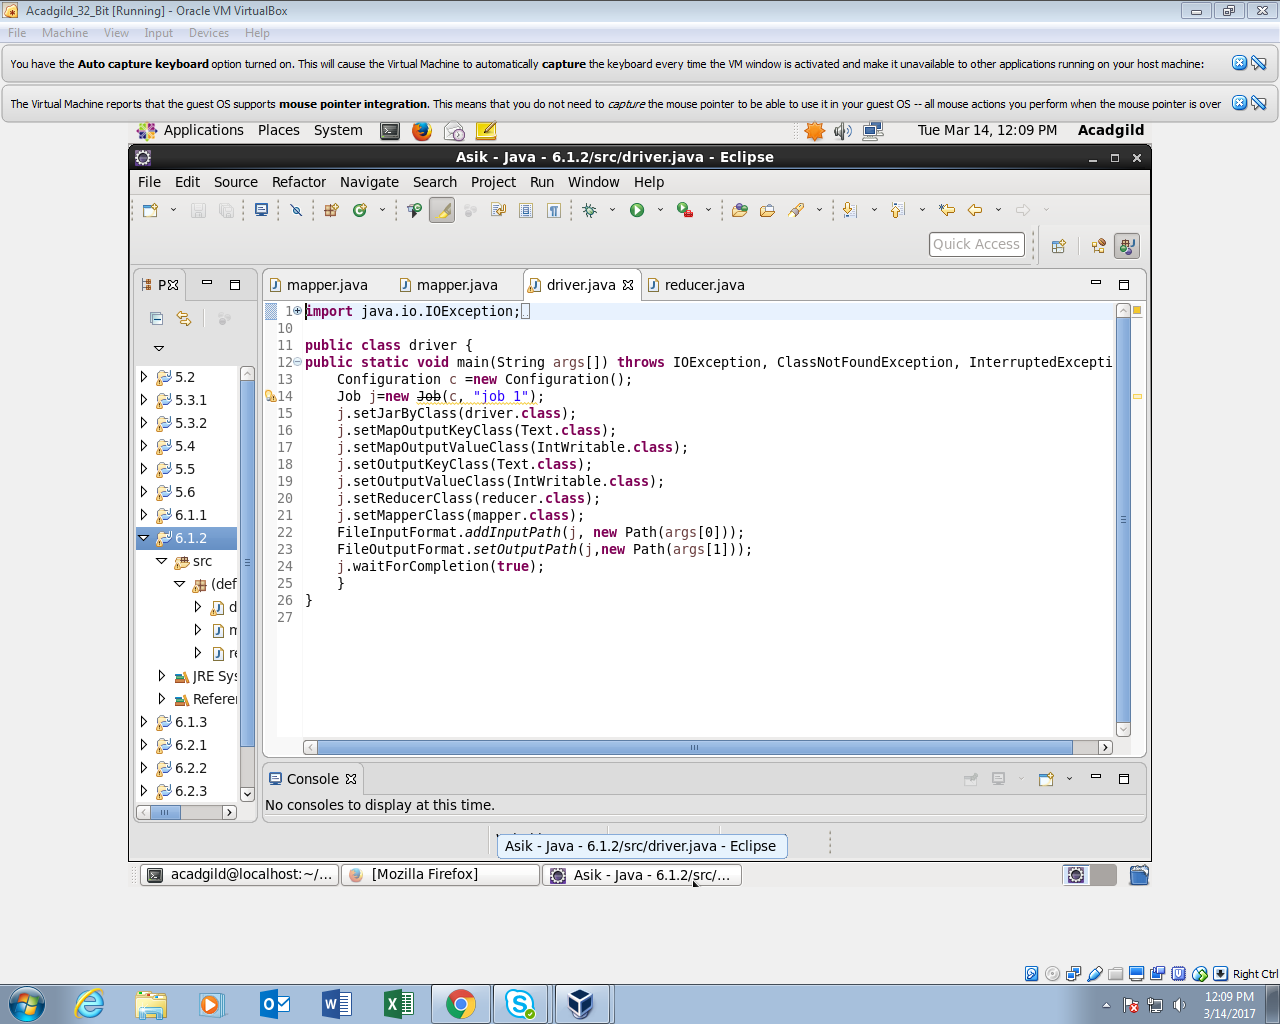 Acadgild_32_Bit [Running] - Oracle VM VirtualBox
File Machine View Input Devices Help
You have the Auto capture keyboard option turned on. This will cause the Virtual Machine to automatically capture the keyboard every time the VM window is activated and make it unavailable to other applications running on your host machine:
The Virtual Machine reports that the guest OS supports mouse pointer integration. This means that you do not need to capture the mouse pointer to be able to use it in your guest OS -- all mouse actions you perform when the mouse pointer is over
Applications Places System Tue Mar 14, 12:09 PM Acadgild
Asik - Java - 6.1.2/src/driver.java - Eclipse
File Edit Source Refactor Navigate Search Project Run Window Help
Quick Access
P
mapper.java mapper.java driver.java reducer.java
5.2
5.3.1
5.3.2
5.4
5.5
5.6
6.1.1
6.1.2
src
(def
d
m
re
JRE Sys
Refere
6.1.3
6.2.1
6.2.2
6.2.3
1 import java.io.IOException;
10
11 public class driver {
12 public static void main(String args[]) throws IOException, ClassNotFoundException, InterruptedExcepti
13 Configuration c =new Configuration();
14 Job j=new Job(c, "job 1");
15 j.setJarByClass(driver.class);
16 j.setMapOutputKeyClass(Text.class);
17 j.setMapOutputValueClass(IntWritable.class);
18 j.setOutputKeyClass(Text.class);
19 j.setOutputValueClass(IntWritable.class);
20 j.setReducerClass(reducer.class);
21 j.setMapperClass(mapper.class);
22 FileInputFormat.addInputPath(j, new Path(args[0]));
23 FileOutputFormat.setOutputPath(j,new Path(args[1]));
24 j.waitForCompletion(true);
25 }
26 }
27
Console
No consoles to display at this time.
Asik - Java - 6.1.2/src/driver.java - Eclipse
acadgild@localhost:~/... [Mozilla Firefox] Asik - Java - 6.1.2/src/...
Right Ctrl
12:09 PM
3/14/2017